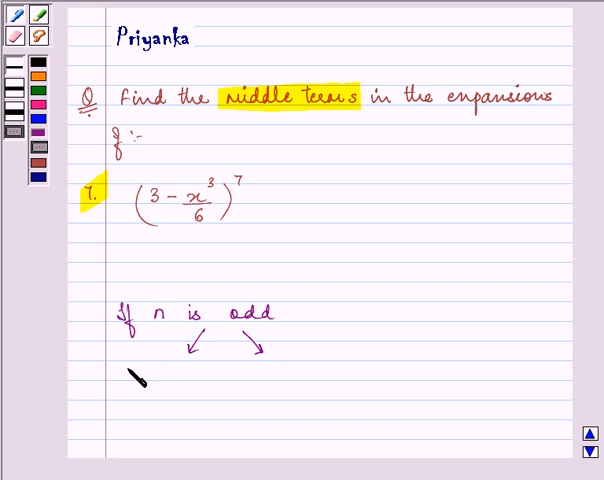 Priyanka
Q Find the middle terms in the expansions
of :-
7. (3 - x³/6)⁷
If n is odd